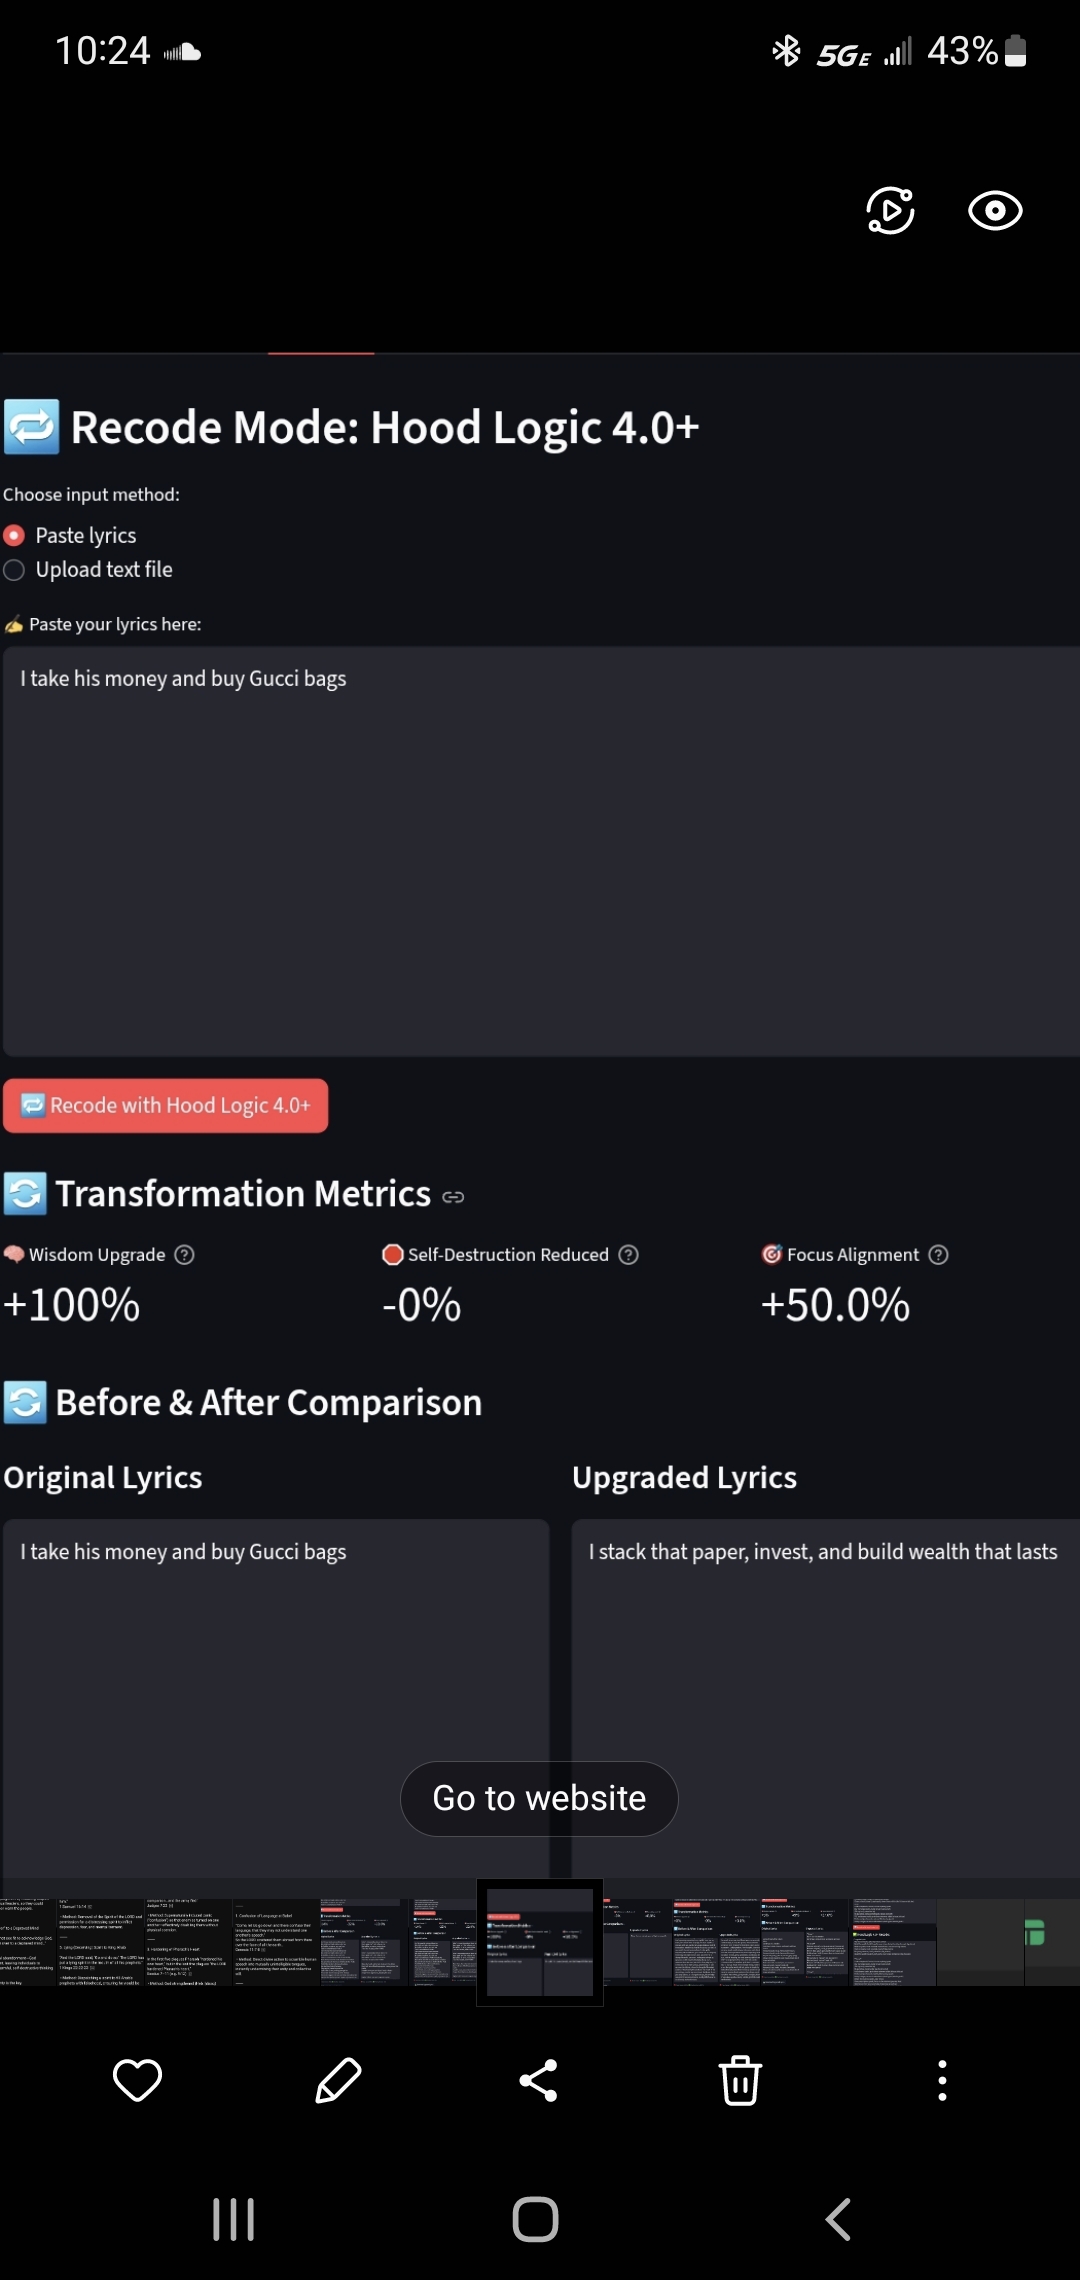 10:24
5GE 43%
Recode Mode: Hood Logic 4.0+
Choose input method:
Paste lyrics
Upload text file
Paste your lyrics here:
I take his money and buy Gucci bags
Recode with Hood Logic 4.0+
Transformation Metrics
Wisdom Upgrade Self-Destruction Reduced Focus Alignment
+100% -0% +50.0%
Before & After Comparison
Original Lyrics Upgraded Lyrics
I take his money and buy Gucci bags I stack that paper, invest, and build wealth that lasts
Go to website